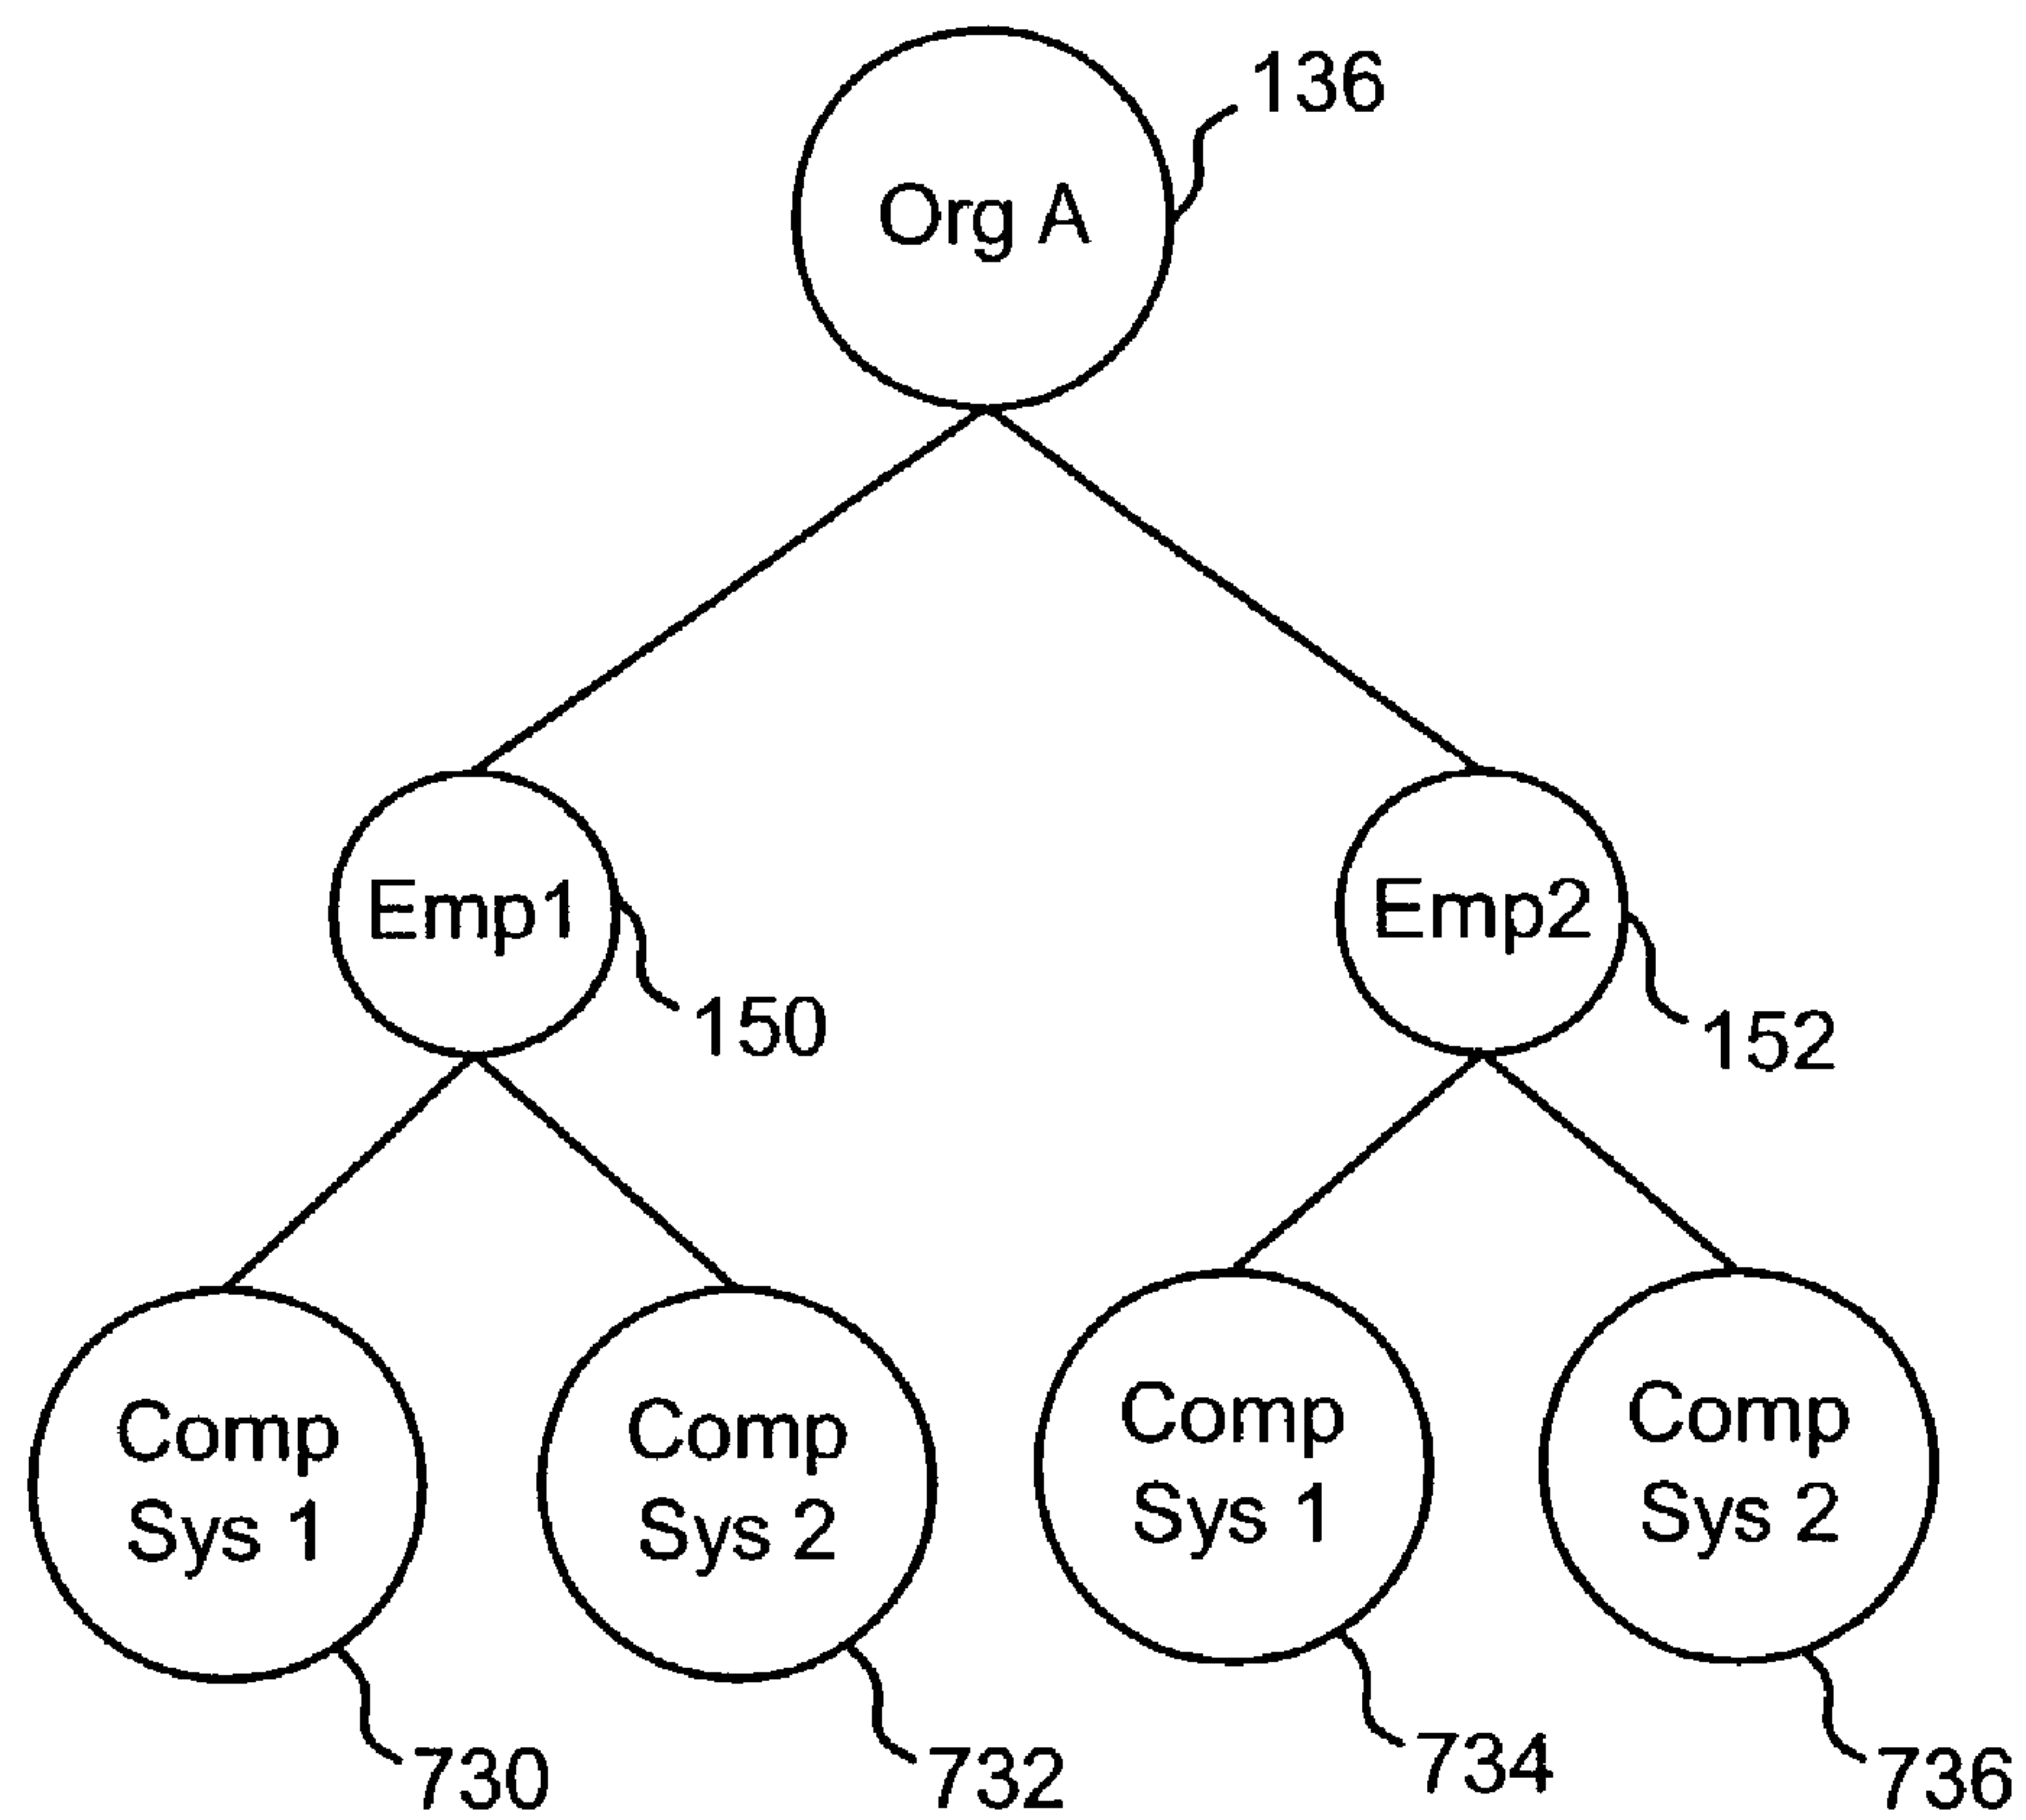 136
Org A
Emp1
Emp2
150
152
Comp
Sys 1
Comp
Sys 2
Comp
Sys 1
Comp
Sys 2
730
732
734
736